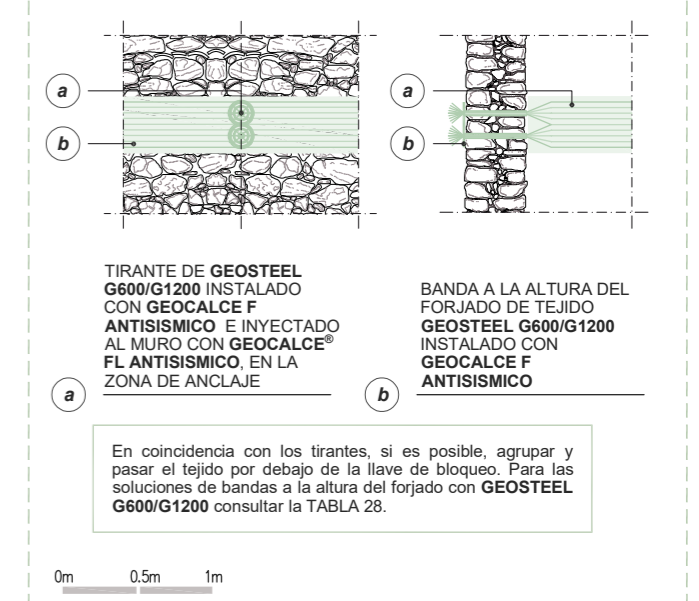 a
b
a
b
TIRANTE DE GEOSTEEL
G600/G1200 INSTALADO
CON GEOCALCE F
ANTISISMICO E INYECTADO
AL MURO CON GEOCALCE®
FL ANTISISMICO, EN LA
ZONA DE ANCLAJE
a
BANDA A LA ALTURA DEL
FORJADO DE TEJIDO
GEOSTEEL G600/G1200
INSTALADO CON
GEOCALCE F
ANTISISMICO
b
En coincidencia con los tirantes, si es posible, agrupar y
pasar el tejido por debajo de la llave de bloqueo. Para las
soluciones de bandas a la altura del forjado con GEOSTEEL
G600/G1200 consultar la TABLA 28.
0m 0.5m 1m